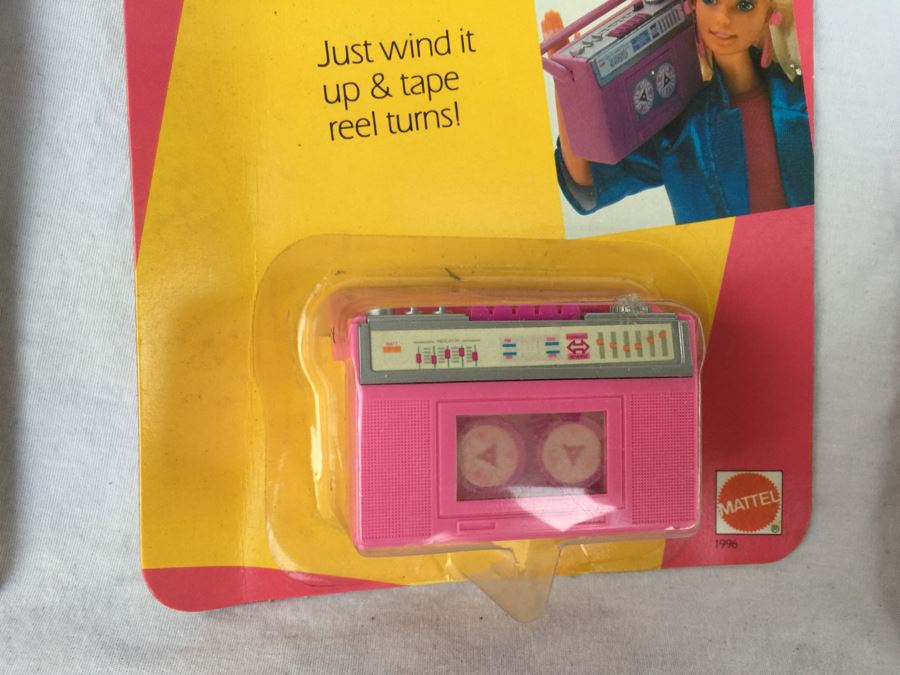 Just wind it
up & tape
reel turns!
MATTEL
®
1996